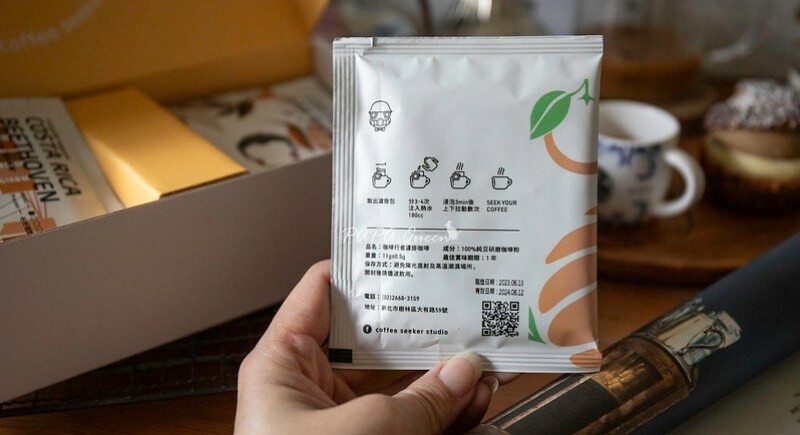 coffee seeke
COSTA RICA
BEETHOVEN
取出濾掛包
分3-4次
注入熱水
180cc
浸泡3min後
上下拉動數次
SEEK YOUR
COFFEE
PO PO Queen
品名：咖啡行者濾掛咖啡
成分：100%純豆研磨咖啡粉
重量：11g±0.5g
最佳賞味期限：1 年
保存方式：避免陽光直射及高溫潮濕場所。
開封後請儘速飲用。
製造日期：2023.06.13
有效日期：2024.06.12
電話：(02)2668-3159
地址：新北市樹林區大有路59號
coffee seeker studio